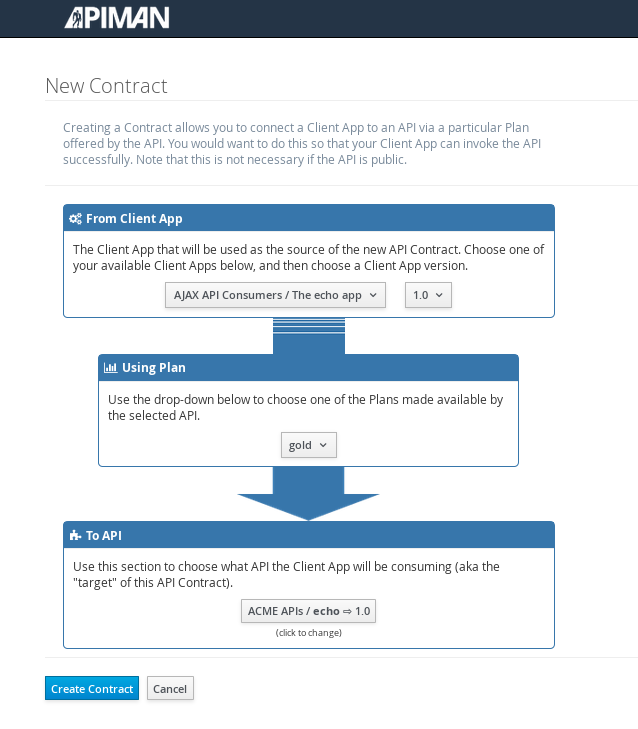 APIMAN
New Contract
Creating a Contract allows you to connect a Client App to an API via a particular Plan
offered by the API. You would want to do this so that your Client App can invoke the API
successfully. Note that this is not necessary if the API is public.
From Client App
The Client App that will be used as the source of the new API Contract. Choose one of
your available Client Apps below, and then choose a Client App version.
AJAX API Consumers / The echo app 1.0
Using Plan
Use the drop-down below to choose one of the Plans made available by
the selected API.
gold
To API
Use this section to choose what API the Client App will be consuming (aka the
"target" of this API Contract).
ACME APIs / echo ⇨ 1.0
(click to change)
Create Contract Cancel